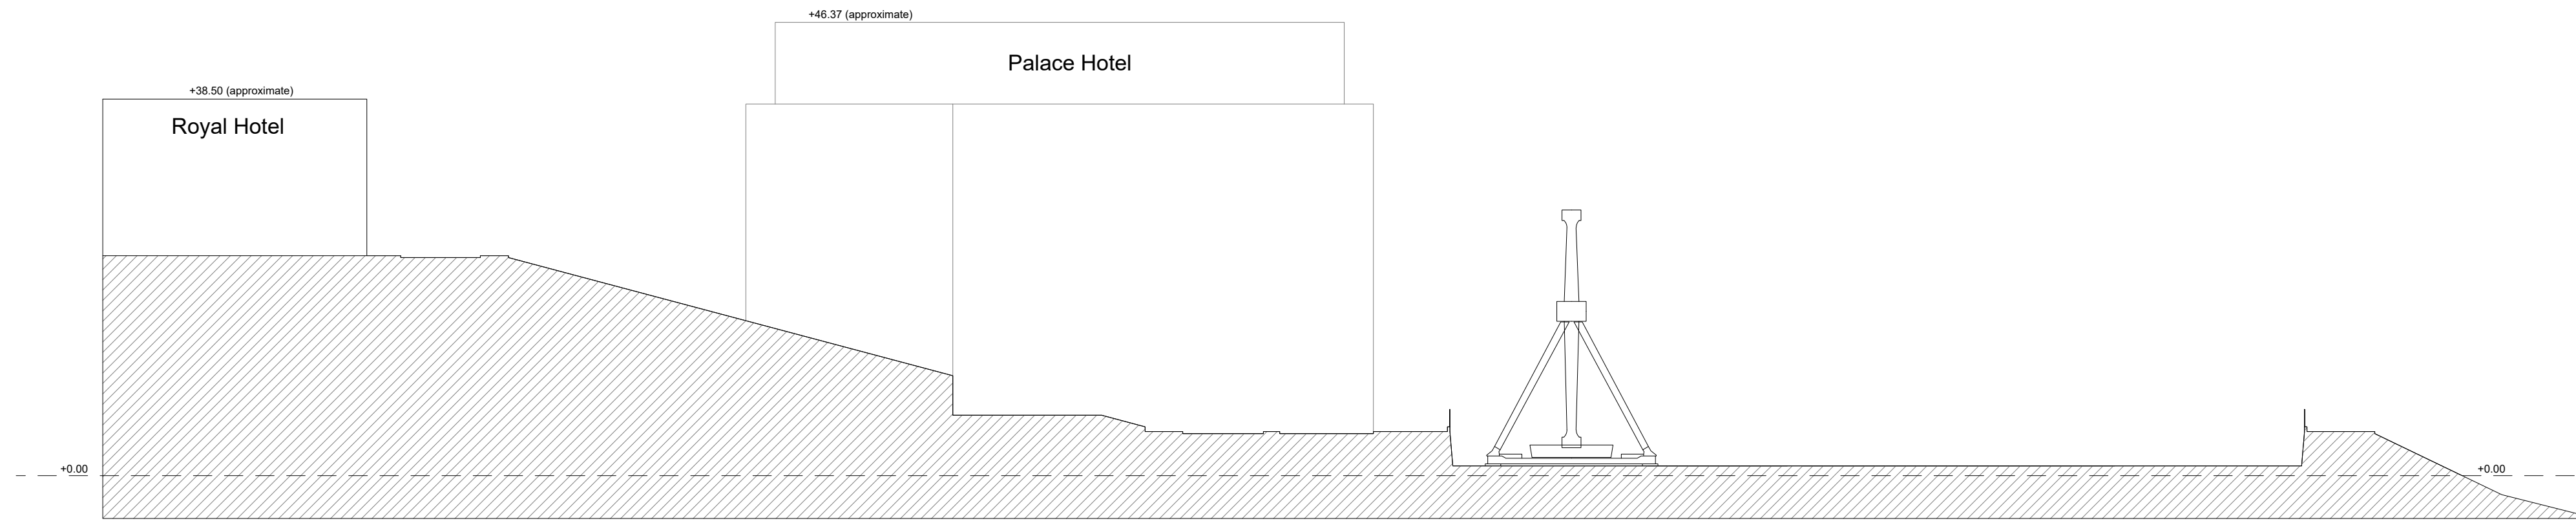 +46.37 (approximate)
Palace Hotel
+38.50 (approximate)
Royal Hotel
+0.00
+0.00